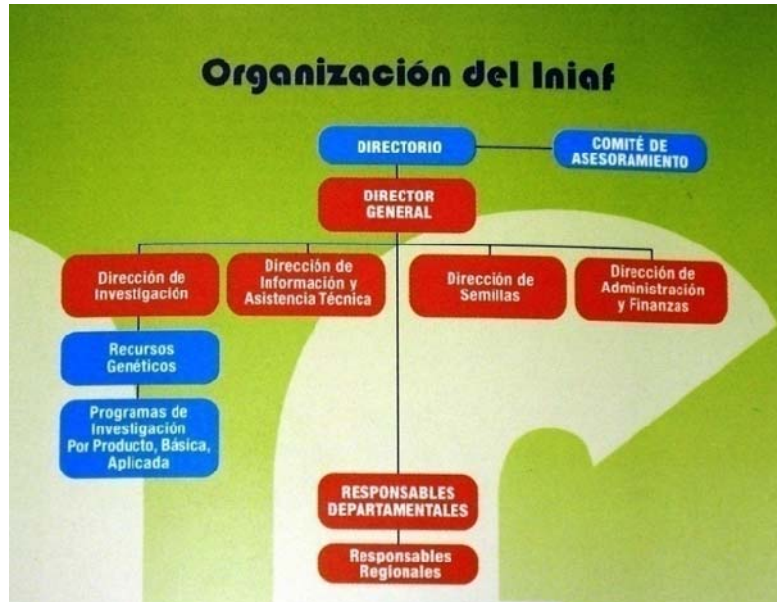 Organización del Iniaf
DIRECTORIO
COMITÉ DE
ASESORAMIENTO
DIRECTOR
GENERAL
Dirección de
Investigación
Dirección de
Información y
Asistencia Técnica
Dirección de
Semillas
Dirección de
Administración
y Finanzas
Recursos
Genéticos
Programas de
Investigación
Por Producto, Básica,
Aplicada
RESPONSABLES
DEPARTAMENTALES
Responsables
Regionales